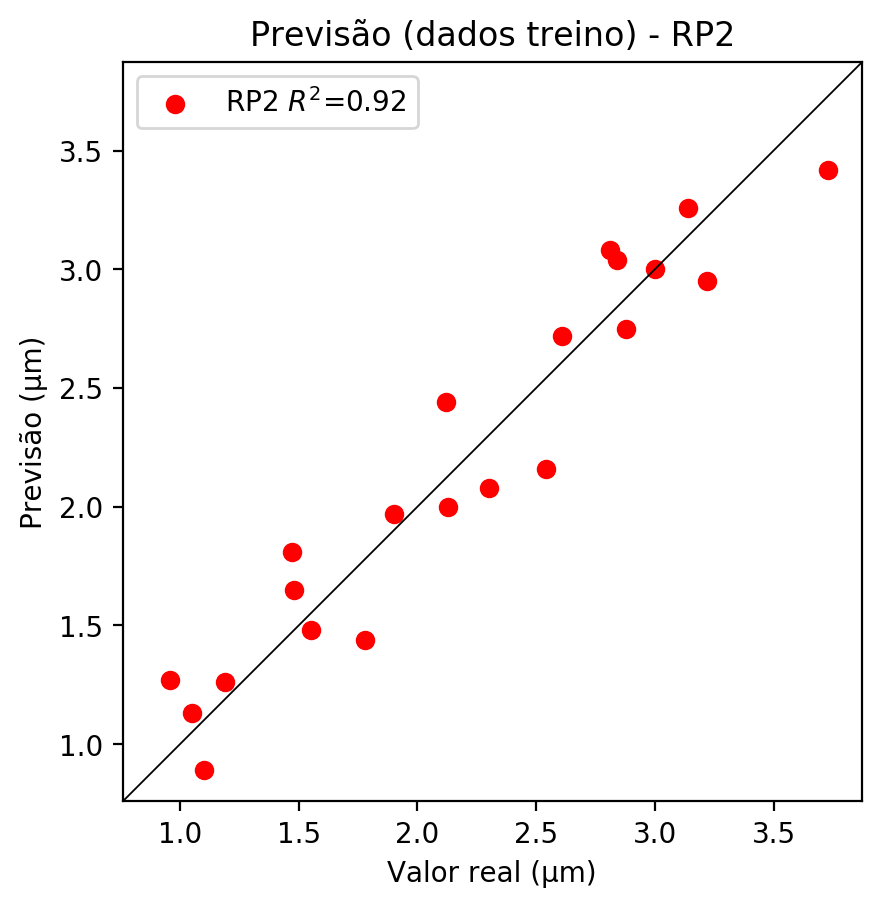 Previsão (dados treino) - RP2
RP2 R²=0.92
Previsão (μm)
3.5
3.0
2.5
2.0
1.5
1.0
1.0 1.5 2.0 2.5 3.0 3.5
Valor real (μm)